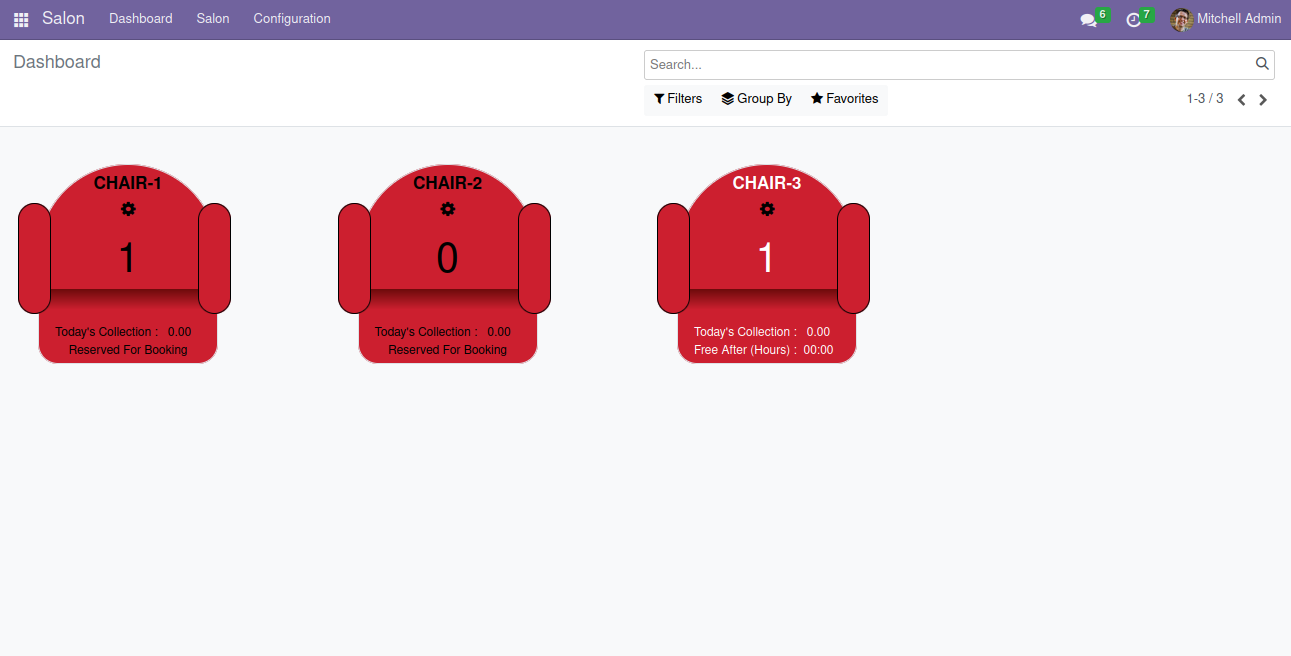 Salon Dashboard Salon Configuration 6 7 Mitchell Admin
Dashboard
Search...
Filters Group By Favorites 1-3 / 3
CHAIR-1 CHAIR-2 CHAIR-3
1 0 1
Today's Collection : 0.00 Today's Collection : 0.00 Today's Collection : 0.00
Reserved For Booking Reserved For Booking Free After (Hours) : 00:00